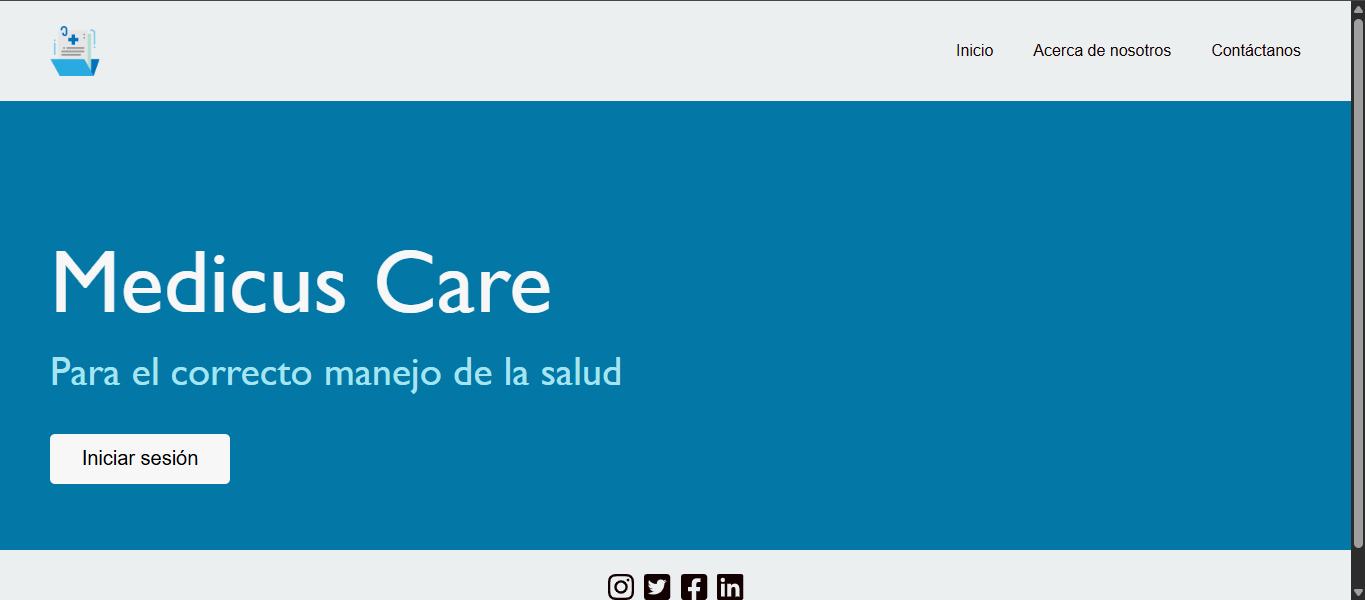 Inicio
Acerca de nosotros
Contáctanos
Medicus Care
Para el correcto manejo de la salud
Iniciar sesión